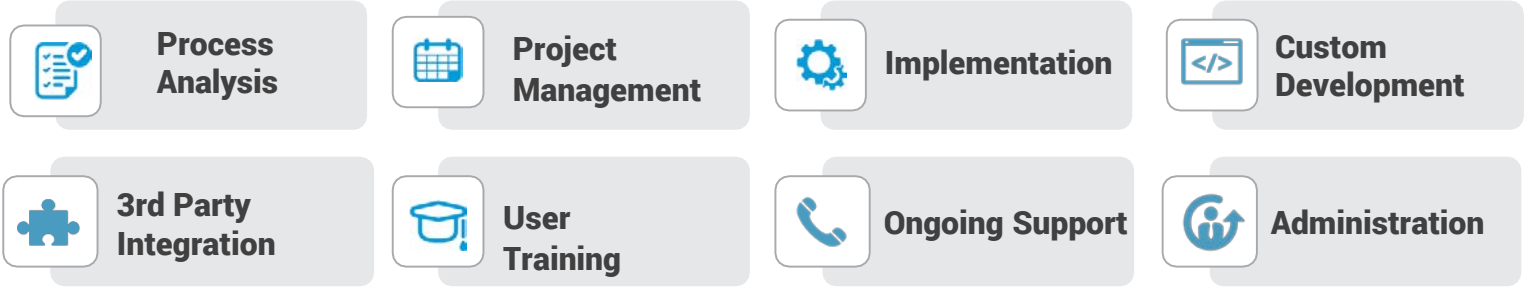 Process
Analysis
Project
Management
Implementation
</>
Custom
Development
3rd Party
Integration
User
Training
Ongoing Support
Administration